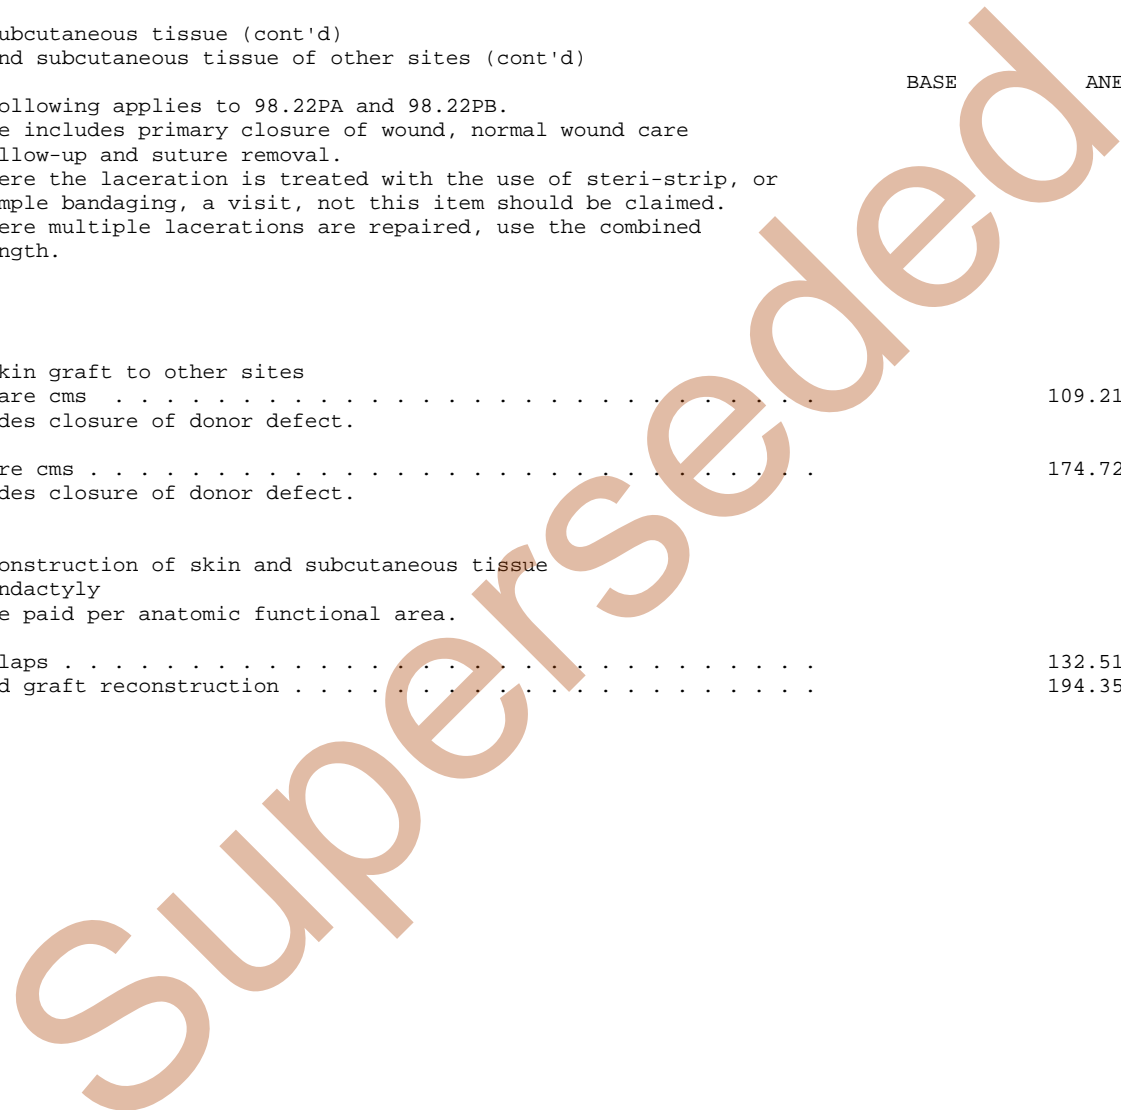 ubcutaneous tissue (cont'd)
nd subcutaneous tissue of other sites (cont'd)
BASE ANE
ollowing applies to 98.22PA and 98.22PB.
e includes primary closure of wound, normal wound care
llow-up and suture removal.
ere the laceration is treated with the use of steri-strip, or
mple bandaging, a visit, not this item should be claimed.
ere multiple lacerations are repaired, use the combined
ngth.
kin graft to other sites
are cms . . . . . . . . . . . . . . . . . . . . . . . . . . . . 109.21
des closure of donor defect.
re cms . . . . . . . . . . . . . . . . . . . . . . . . . . . . . 174.72
des closure of donor defect.
onstruction of skin and subcutaneous tissue
ndactyly
e paid per anatomic functional area.
laps . . . . . . . . . . . . . . . . . . . . . . . . . . . . . . 132.51
d graft reconstruction . . . . . . . . . . . . . . . . . . . . . 194.35
Superseded